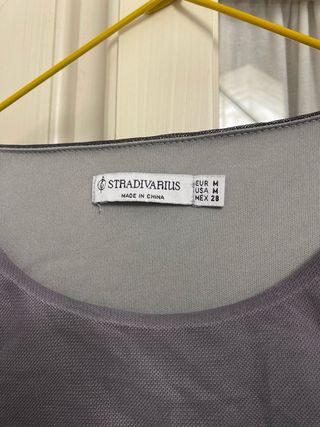 STRADIVARIUS
MADE IN CHINA
EUR M
USA M
MEX 28